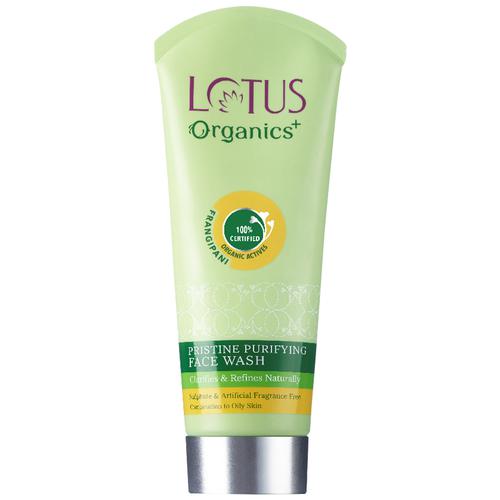 LOTUS
Organics+
FRANGIPANI
100%
CERTIFIED
ORGANIC ACTIVES
PRISTINE PURIFYING
FACE WASH
Clarifies & Refines Naturally
Sulphate & Artificial Fragrance Free
Combination to Oily Skin